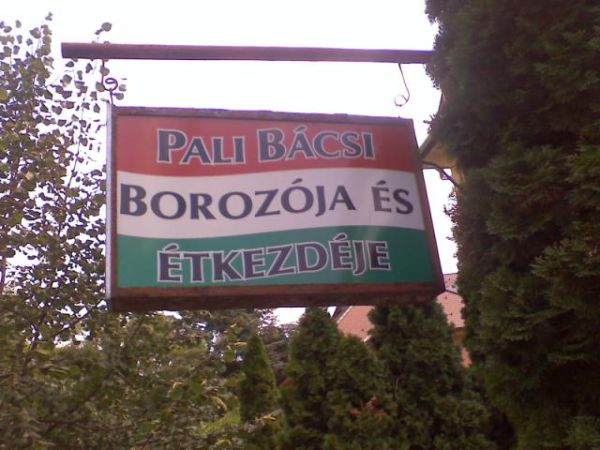 PALI BÁCSI
BOROZÓJA ÉS
ÉTKEZDÉJE